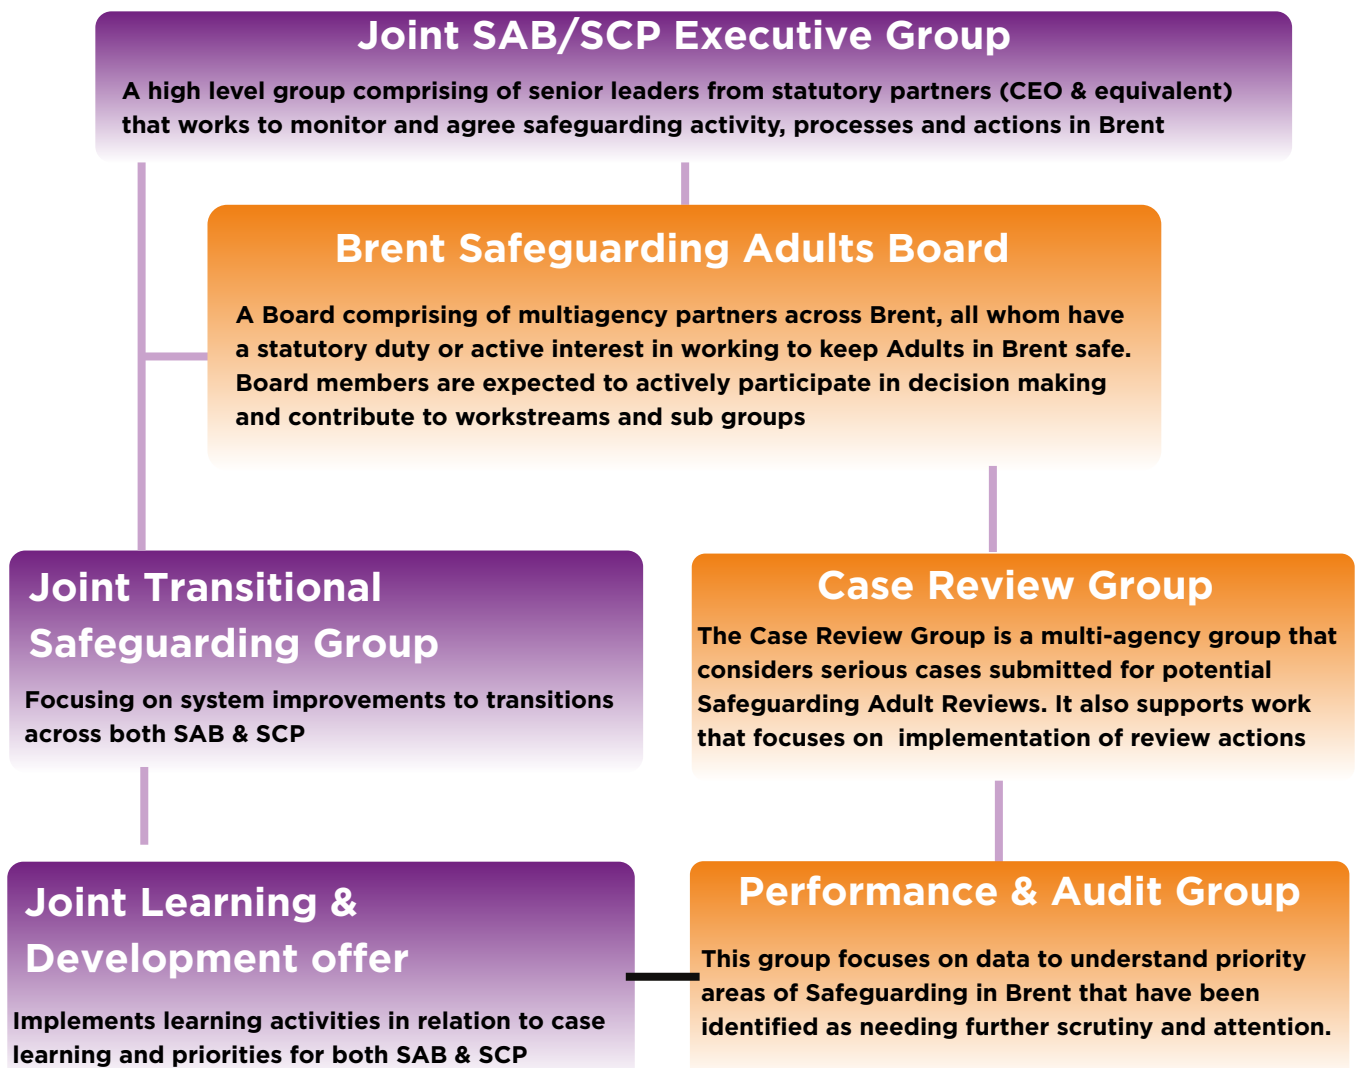 Joint SAB/SCP Executive Group
A high level group comprising of senior leaders from statutory partners (CEO & equivalent)
that works to monitor and agree safeguarding activity, processes and actions in Brent
Brent Safeguarding Adults Board
A Board comprising of multiagency partners across Brent, all whom have
a statutory duty or active interest in working to keep Adults in Brent safe.
Board members are expected to actively participate in decision making
and contribute to workstreams and sub groups
Joint Transitional
Safeguarding Group
Focusing on system improvements to transitions
across both SAB & SCP
Case Review Group
The Case Review Group is a multi-agency group that
considers serious cases submitted for potential
Safeguarding Adult Reviews. It also supports work
that focuses on implementation of review actions
Joint Learning &
Development offer
Implements learning activities in relation to case
learning and priorities for both SAB & SCP
Performance & Audit Group
This group focuses on data to understand priority
areas of Safeguarding in Brent that have been
identified as needing further scrutiny and attention.